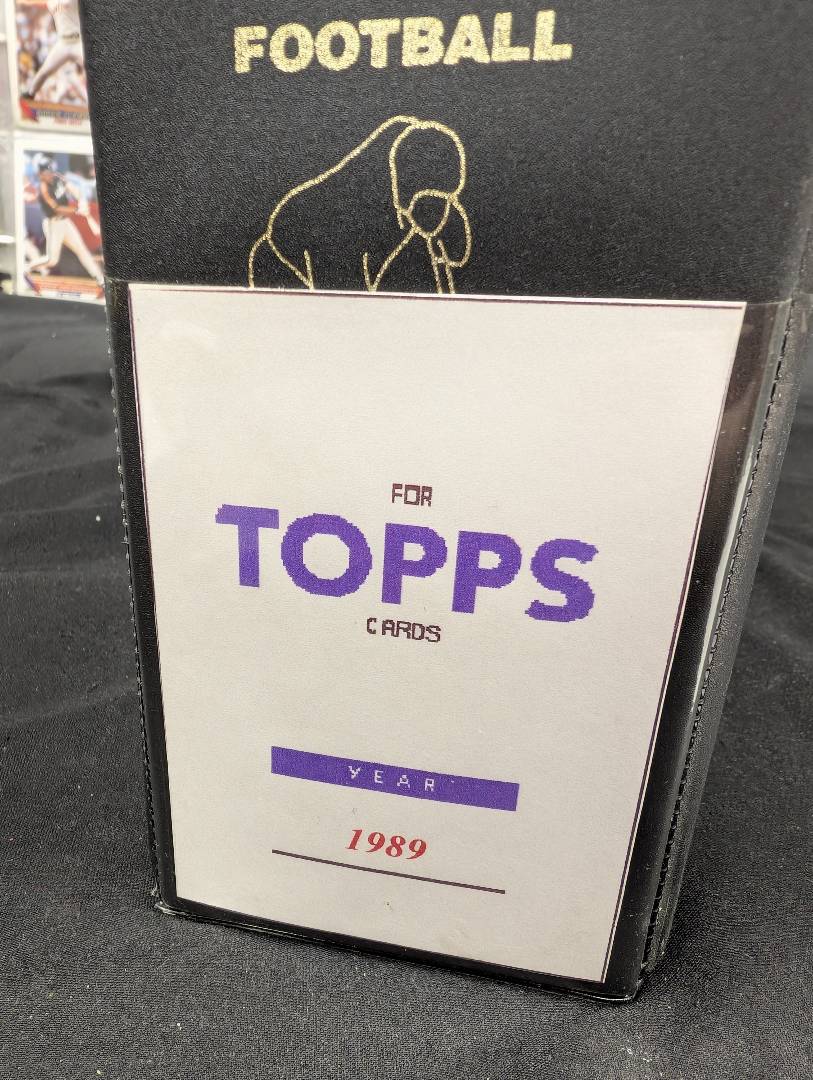 FOOTBALL
FOR
TOPPS
CARDS
YEAR
1989